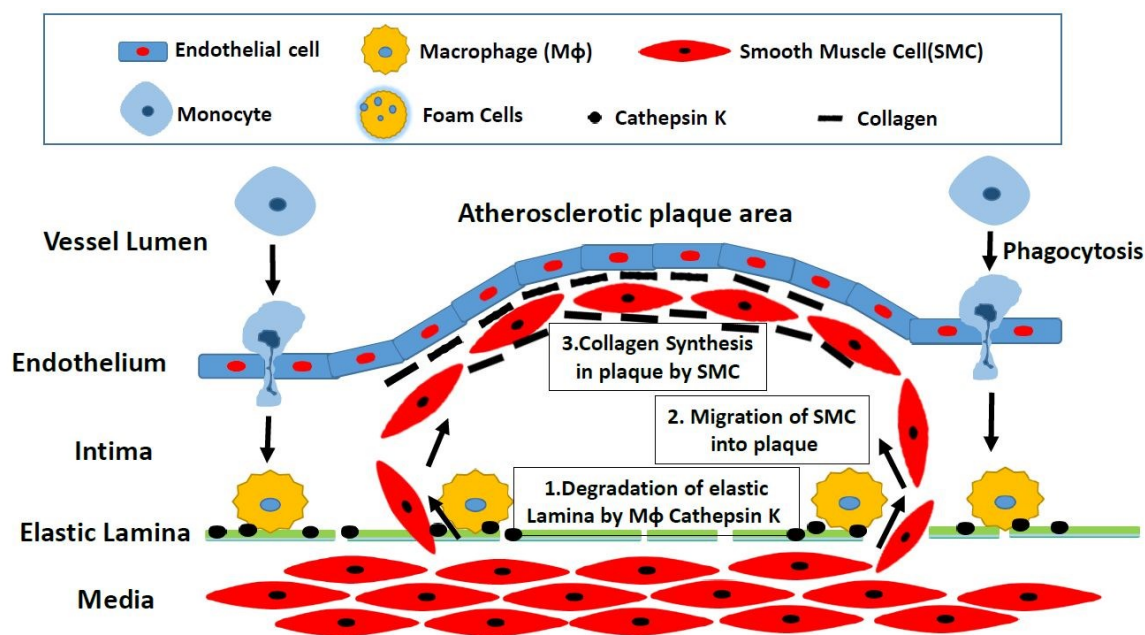 Endothelial cell
Macrophage (Mϕ)
Smooth Muscle Cell(SMC)
Monocyte
Foam Cells
Cathepsin K
Collagen
Atherosclerotic plaque area
Vessel Lumen
Phagocytosis
Endothelium
3.Collagen Synthesis
in plaque by SMC
2. Migration of SMC
into plaque
Intima
1.Degradation of elastic
Lamina by Mϕ Cathepsin K
Elastic Lamina
Media